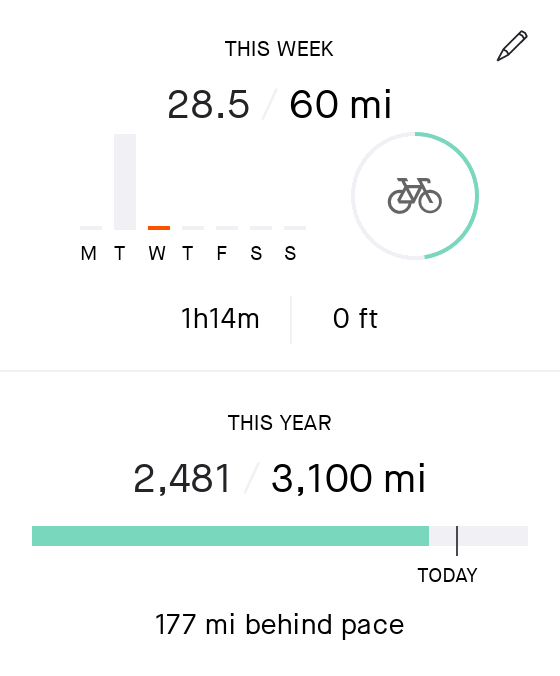 THIS WEEK
28.5 / 60 mi
M T W T F S S
1h14m 0 ft
THIS YEAR
2,481 / 3,100 mi
TODAY
177 mi behind pace